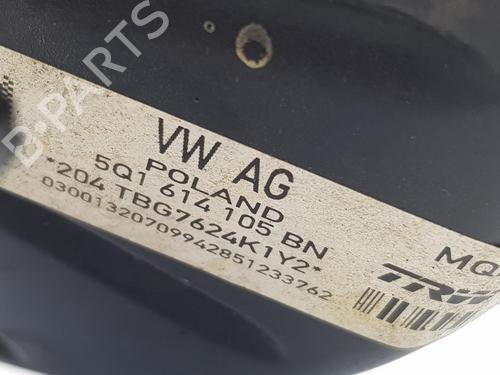 VW AG
POLAND
5Q1 614 105 BN
*204 TBG7624K1Y2*
03001320709942851233762
MQ
TRW
B-PARTS